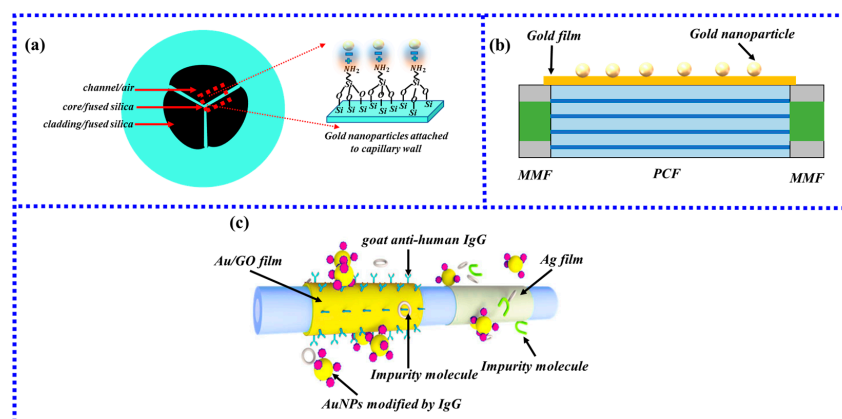 (a)
channel/air
core/fused silica
cladding/fused silica
NH2 NH2 NH2
Si Si Si
O O O O O O O O O
Si Si Si Si Si Si
Gold nanoparticles attached
to capillary wall
(b)
Gold film
Gold nanoparticle
MMF
PCF
MMF
(c)
goat anti-human IgG
Au/GO film
Ag film
Impurity molecule
Impurity molecule
AuNPs modified by IgG